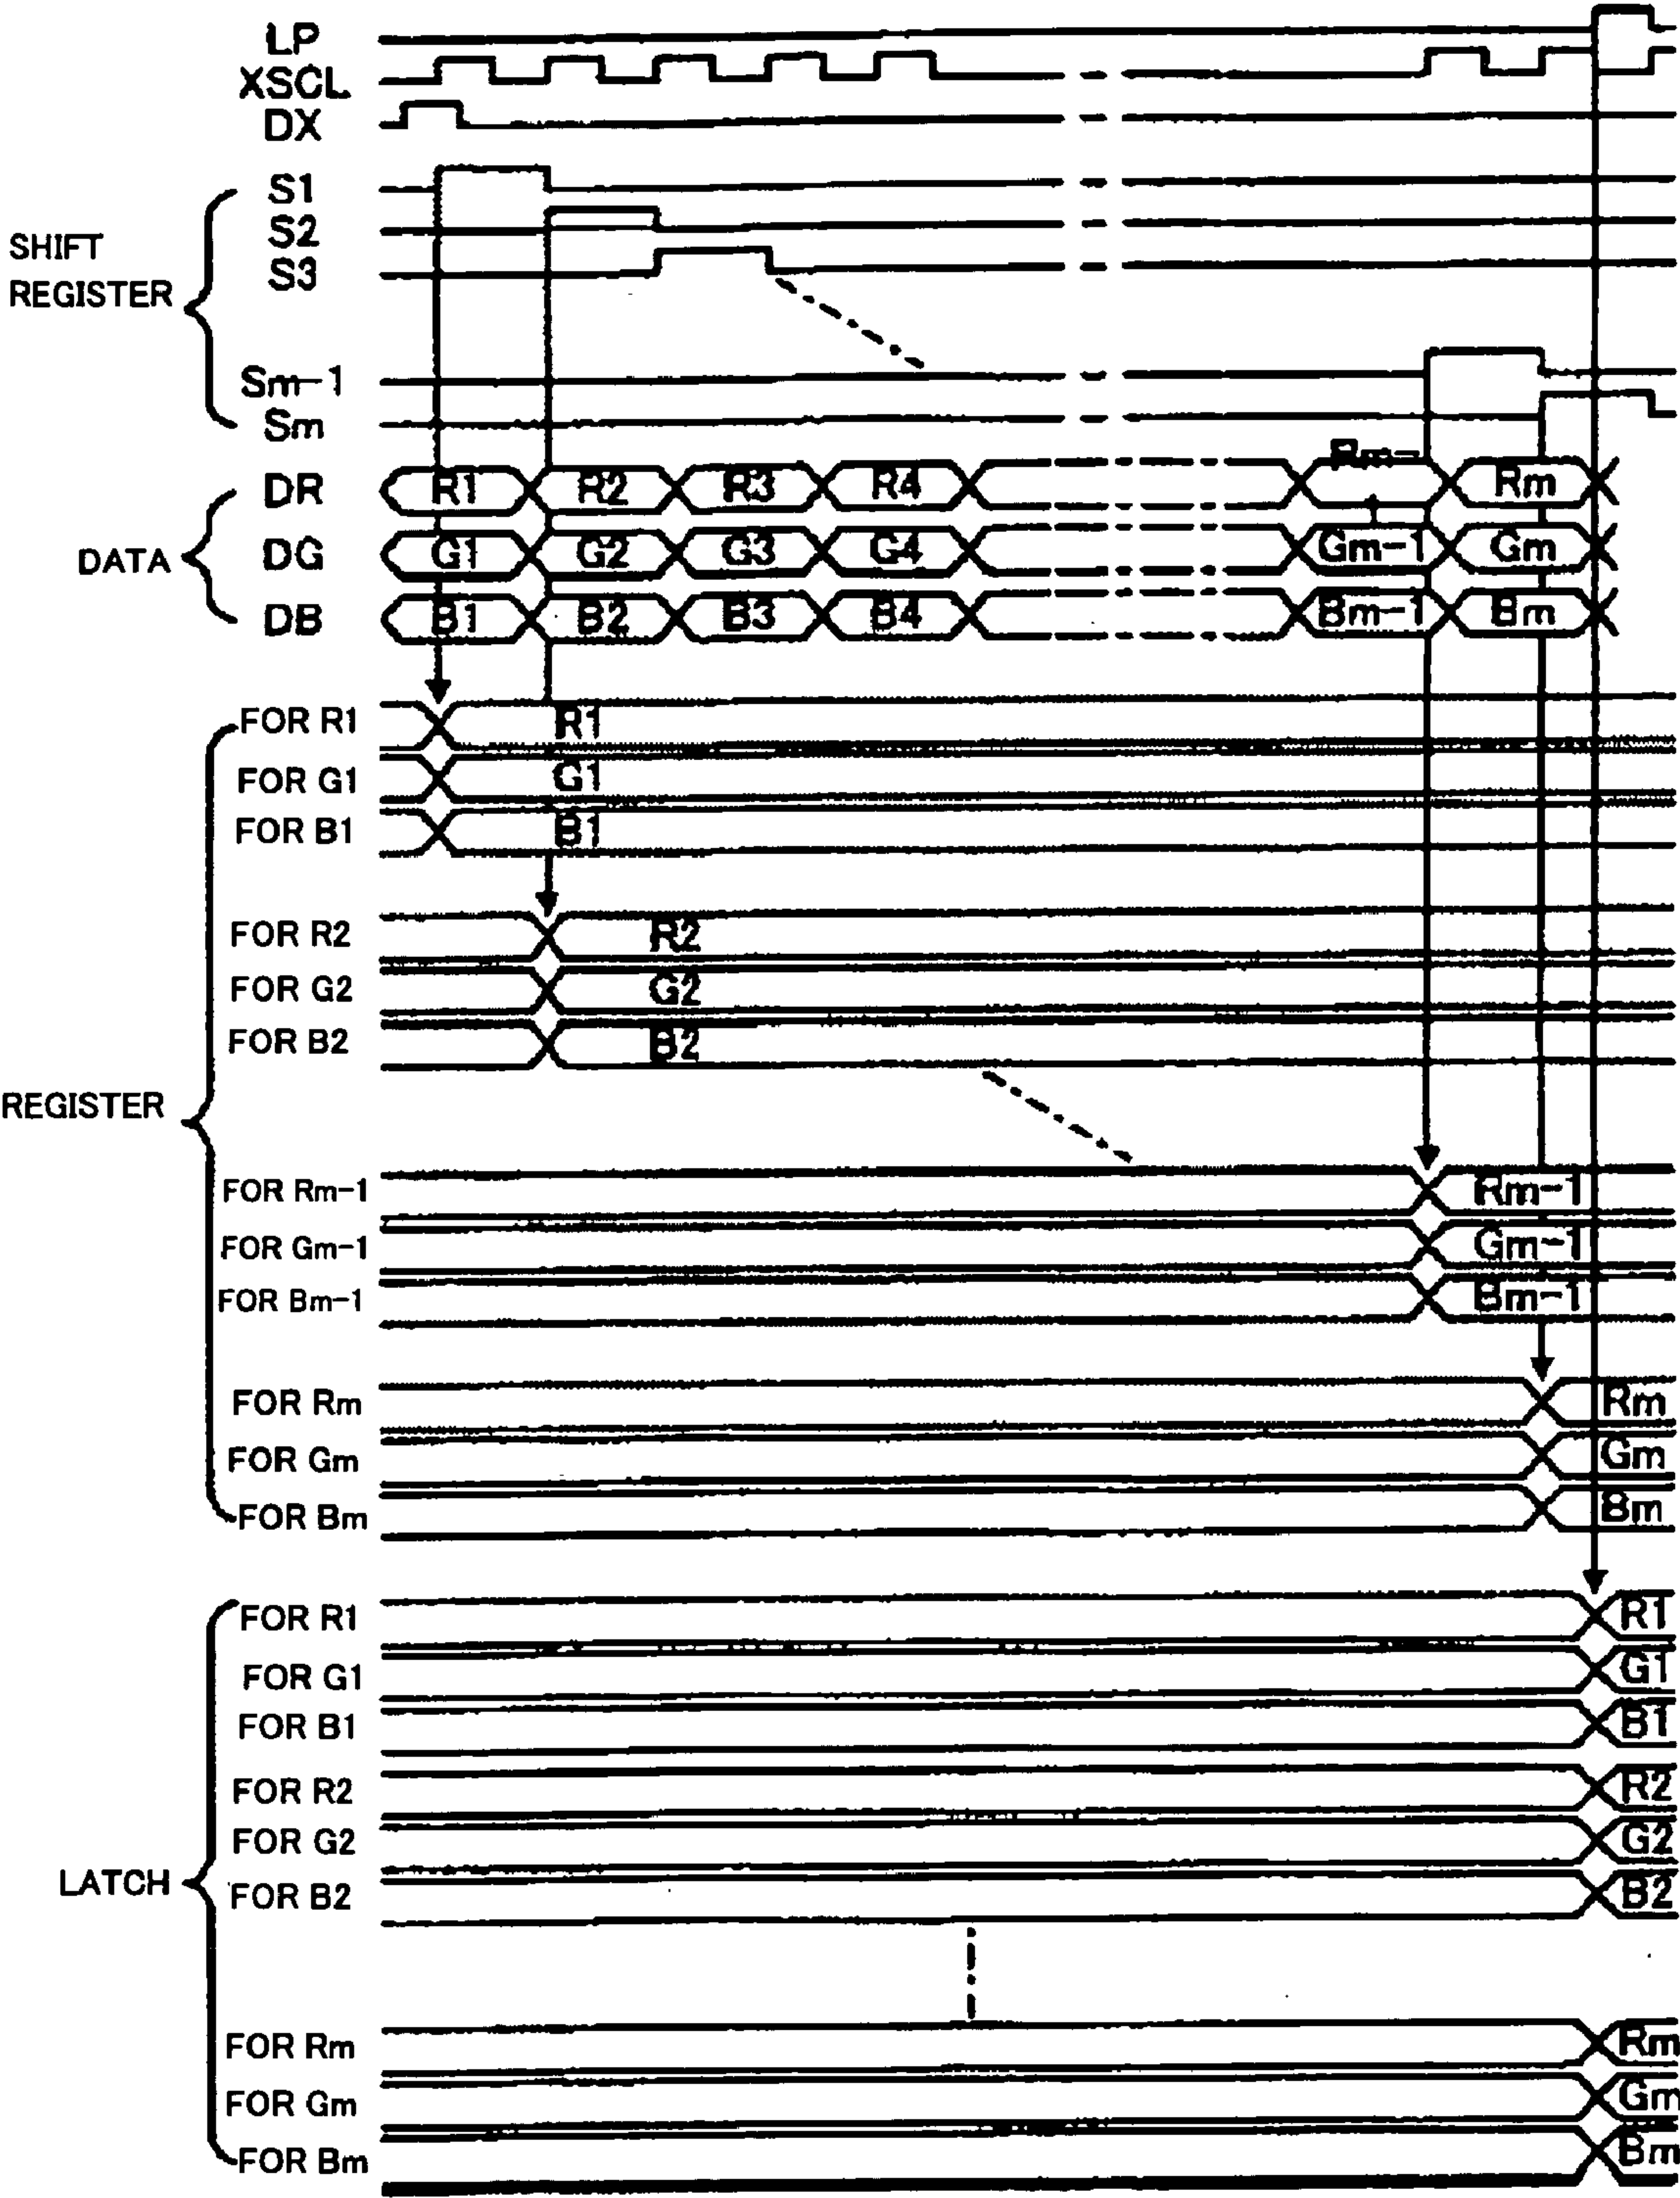 LP
XSCL
DX
SHIFT
REGISTER
S1
S2
S3
Sm-1
Sm
DATA
DR R1 R2 R3 R4 Rm- Rm
DG G1 G2 G3 G4 Gm-1 Gm
DB B1 B2 B3 B4 Bm-1 Bm
REGISTER
FOR R1 R1
FOR G1 G1
FOR B1 B1
FOR R2 R2
FOR G2 G2
FOR B2 B2
FOR Rm-1 Rm-1
FOR Gm-1 Gm-1
FOR Bm-1 Bm-1
FOR Rm Rm
FOR Gm Gm
FOR Bm Bm
LATCH
FOR R1 R1
FOR G1 G1
FOR B1 B1
FOR R2 R2
FOR G2 G2
FOR B2 B2
FOR Rm Rm
FOR Gm Gm
FOR Bm Bm